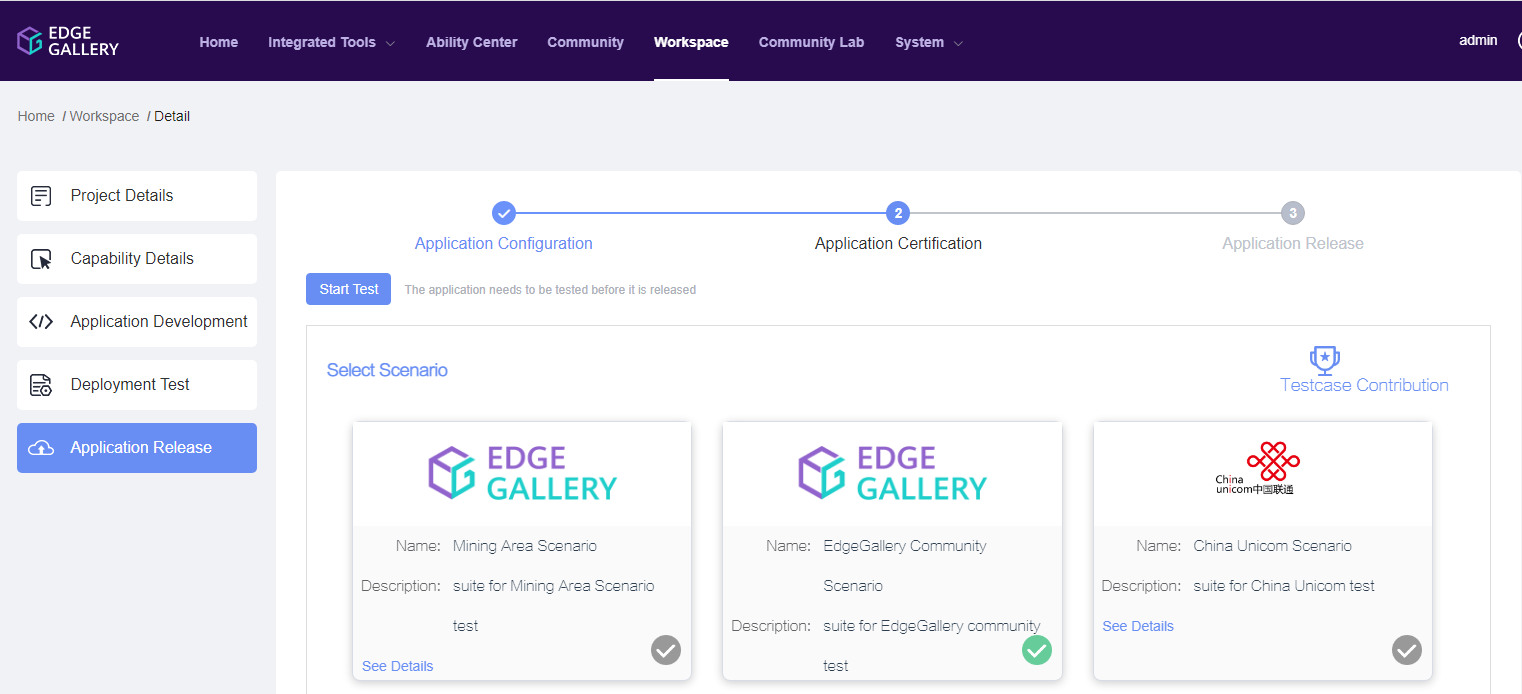 EDGE
GALLERY
Home Integrated Tools Ability Center Community Workspace Community Lab System admin
Home / Workspace / Detail
Project Details
Capability Details
Application Development
Deployment Test
Application Release
2 3
Application Configuration Application Certification Application Release
Start Test The application needs to be tested before it is released
Select Scenario
Testcase Contribution
EDGE
GALLERY
Name: Mining Area Scenario
Description: suite for Mining Area Scenario
test
See Details
EDGE
GALLERY
Name: EdgeGallery Community
Scenario
Description: suite for EdgeGallery community
test
China
unicom中国联通
Name: China Unicom Scenario
Description: suite for China Unicom test
See Details